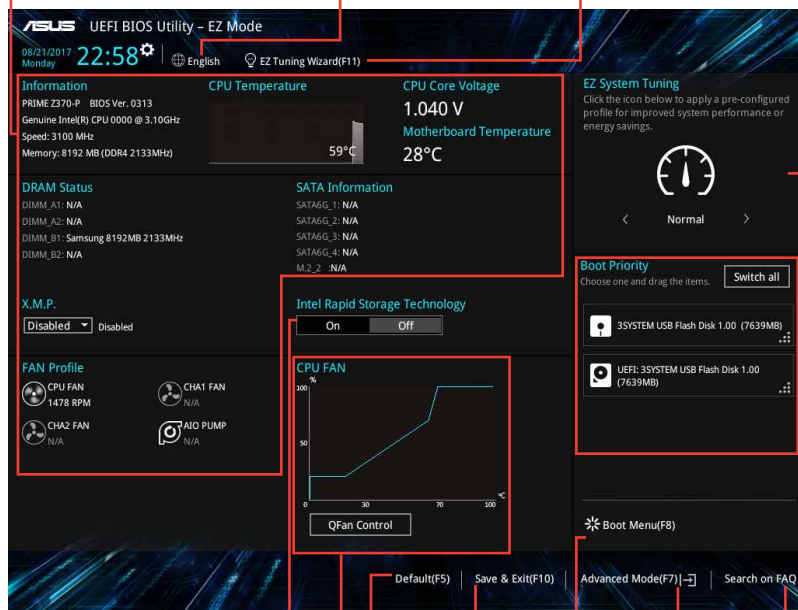 ASUS UEFI BIOS Utility – EZ Mode
08/21/2017
Monday
22:58
English
EZ Tuning Wizard(F11)
Information
PRIME Z370-P BIOS Ver. 0313
Genuine Intel(R) CPU 0000 @ 3.10GHz
Speed: 3100 MHz
Memory: 8192 MB (DDR4 2133MHz)
CPU Temperature
59°C
CPU Core Voltage
1.040 V
Motherboard Temperature
28°C
EZ System Tuning
Click the icon below to apply a pre-configured
profile for improved system performance or
energy savings.
< Normal >
DRAM Status
DIMM_A1: N/A
DIMM_A2: N/A
DIMM_B1: Samsung 8192MB 2133MHz
DIMM_B2: N/A
SATA Information
SATA6G_1: N/A
SATA6G_2: N/A
SATA6G_3: N/A
SATA6G_4: N/A
M.2_2 :N/A
Boot Priority
Choose one and drag the items.
Switch all
3SYSTEM USB Flash Disk 1.00 (7639MB)
UEFI: 3SYSTEM USB Flash Disk 1.00
(7639MB)
X.M.P.
Disabled Disabled
Intel Rapid Storage Technology
On Off
FAN Profile
CPU FAN
1478 RPM
CHA1 FAN
N/A
CHA2 FAN
N/A
AIO PUMP
N/A
CPU FAN
%
100
50
0 30 70 100
°C
QFan Control
Boot Menu(F8)
Default(F5)
Save & Exit(F10)
Advanced Mode(F7)
Search on FAQ